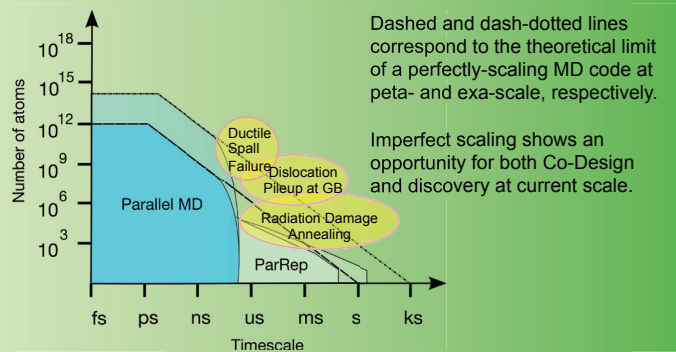 Dashed and dash-dotted lines
correspond to the theoretical limit
of a perfectly-scaling MD code at
peta- and exa-scale, respectively.
Imperfect scaling shows an
opportunity for both Co-Design
and discovery at current scale.
Number of atoms
10^18
10^15
10^12
10^9
10^6
10^3
Ductile
Spall
Failure
Dislocation
Pileup at GB
Radiation Damage
Annealing
Parallel MD
ParRep
fs ps ns us ms s ks
Timescale